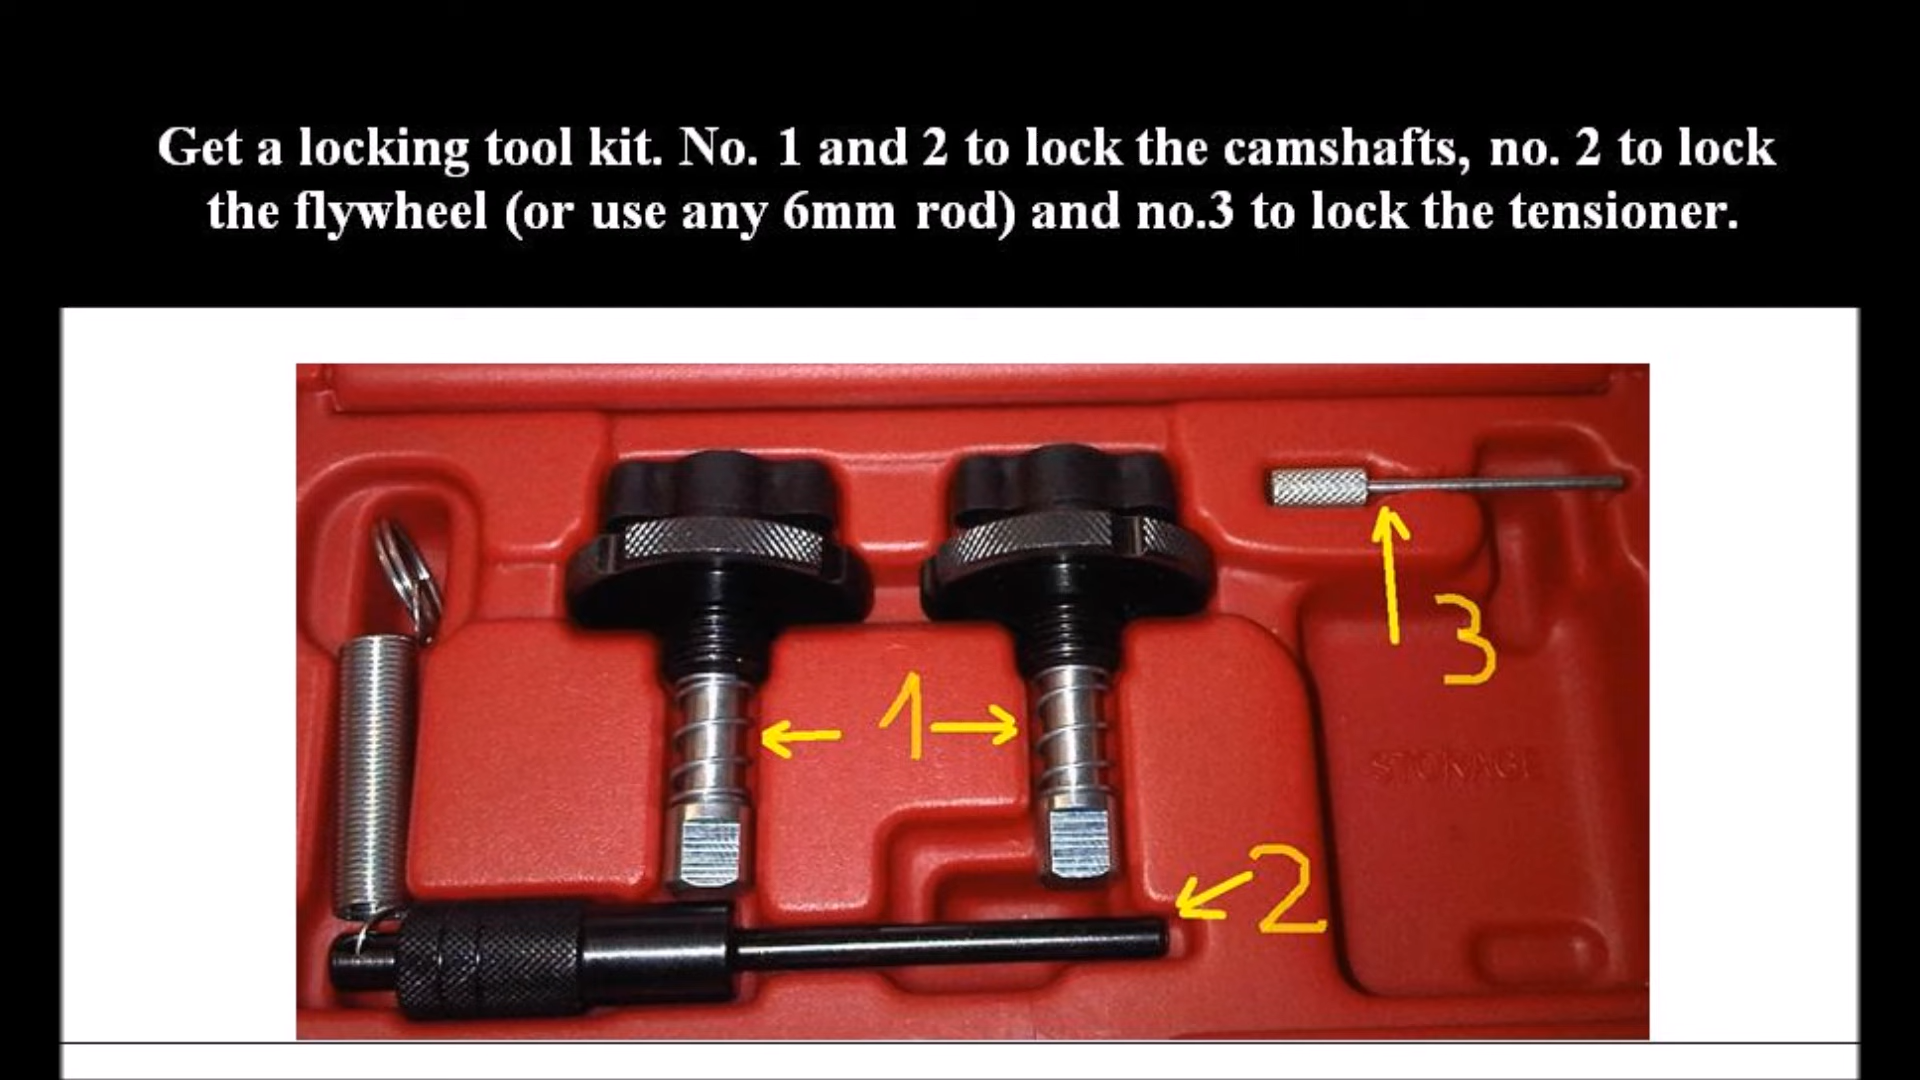 Get a locking tool kit. No. 1 and 2 to lock the camshafts, no. 2 to lock
the flywheel (or use any 6mm rod) and no.3 to lock the tensioner.
3
1
STORAGE
2